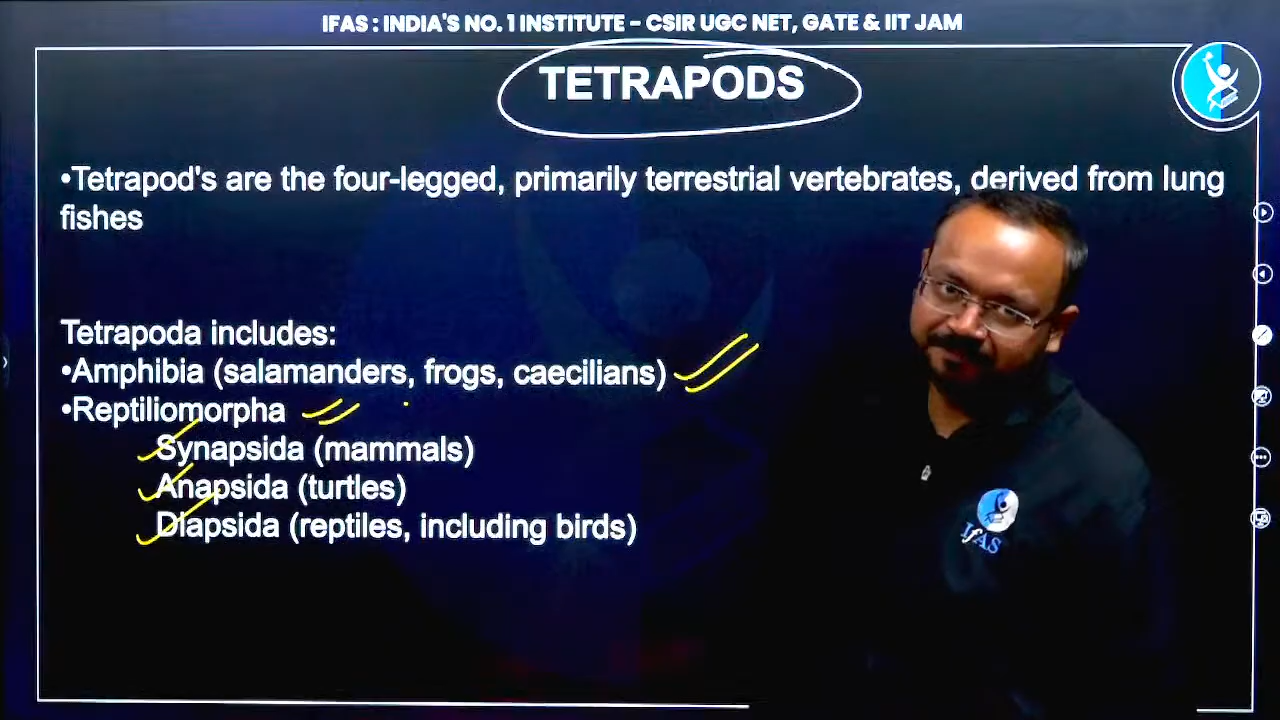 IFAS : INDIA'S NO. 1 INSTITUTE – CSIR UGC NET, GATE & IIT JAM
TETRAPODS
•Tetrapod's are the four-legged, primarily terrestrial vertebrates, derived from lung
fishes
Tetrapoda includes:
•Amphibia (salamanders, frogs, caecilians)
•Reptiliomorpha
Synapsida (mammals)
Anapsida (turtles)
Diapsida (reptiles, including birds)
IFAS